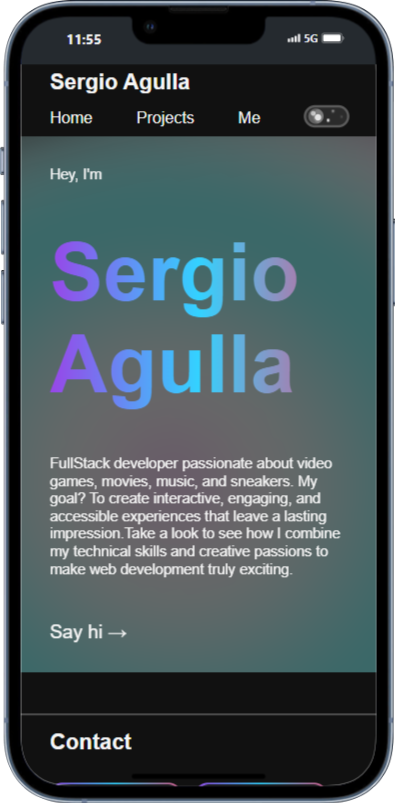 11:55
5G
Sergio Agulla
Home Projects Me
Hey, I'm
Sergio
Agulla
FullStack developer passionate about video
games, movies, music, and sneakers. My
goal? To create interactive, engaging, and
accessible experiences that leave a lasting
impression.Take a look to see how I combine
my technical skills and creative passions to
make web development truly exciting.
Say hi →
Contact